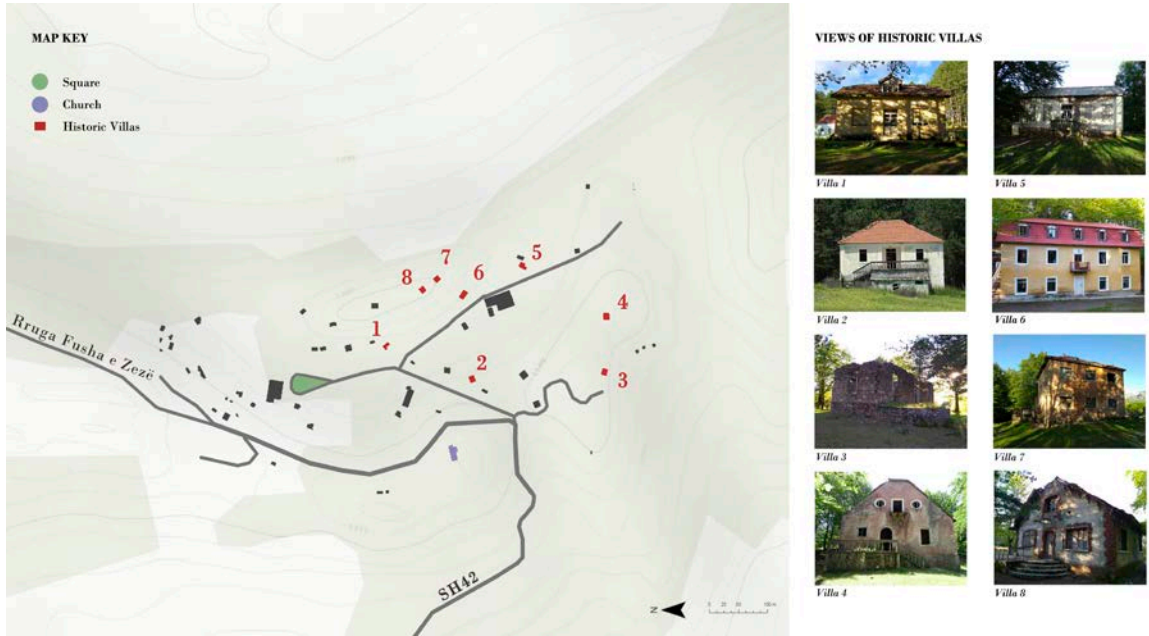 MAP KEY
Square
Church
Historic Villas
Rruga Fusha e Zezë
1
2
3
4
5
6
7
8
SH42
N
VIEWS OF HISTORIC VILLAS
Villa 1
Villa 5
Villa 2
Villa 6
Villa 3
Villa 7
Villa 4
Villa 8